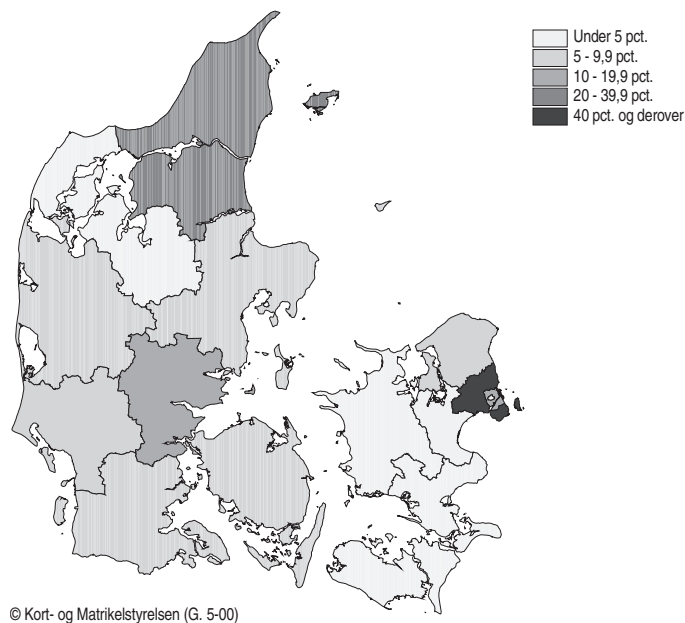 Under 5 pct.
5 - 9,9 pct.
10 - 19,9 pct.
20 - 39,9 pct.
40 pct. og derover
© Kort- og Matrikelstyrelsen (G. 5-00)